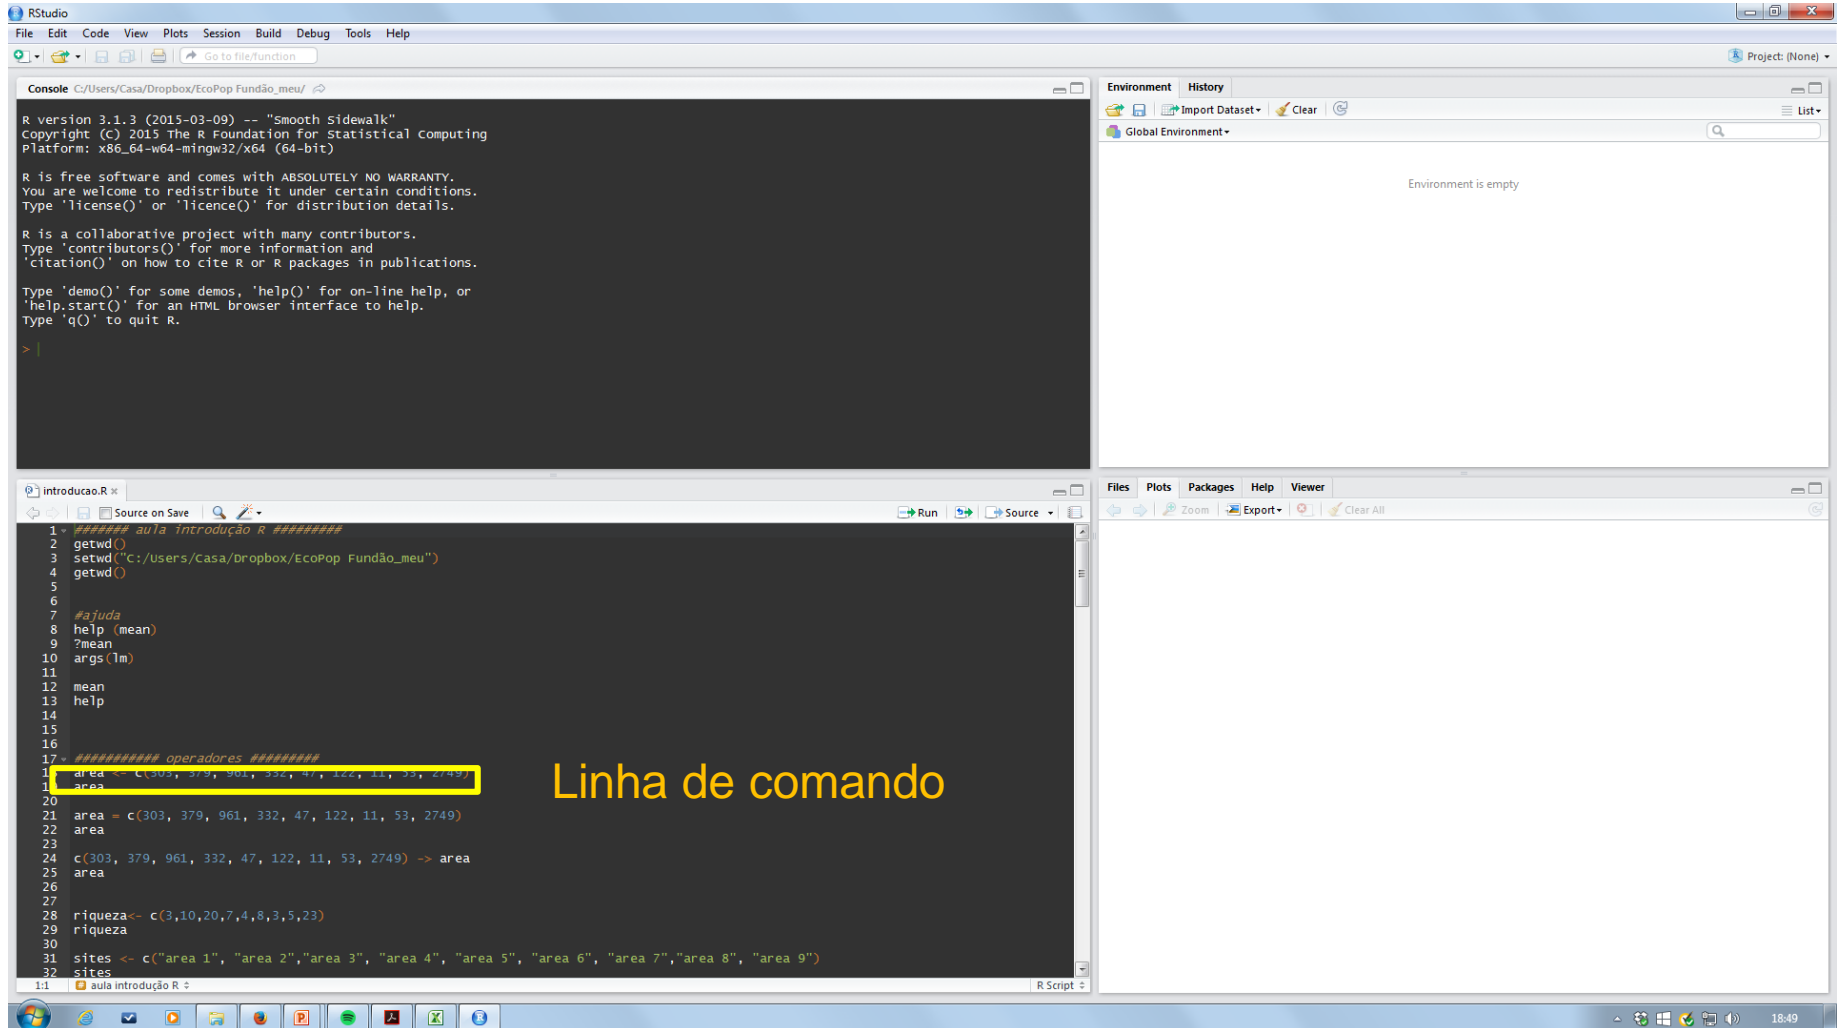 RStudio
File Edit Code View Plots Session Build Debug Tools Help
Go to file/function
Project: (None)
Console C:/Users/Casa/Dropbox/EcoPop Fundão_meu/
R version 3.1.3 (2015-03-09) -- "Smooth Sidewalk"
Copyright (C) 2015 The R Foundation for Statistical Computing
Platform: x86_64-w64-mingw32/x64 (64-bit)
R is free software and comes with ABSOLUTELY NO WARRANTY.
You are welcome to redistribute it under certain conditions.
Type 'license()' or 'licence()' for distribution details.
R is a collaborative project with many contributors.
Type 'contributors()' for more information and
'citation()' on how to cite R or R packages in publications.
Type 'demo()' for some demos, 'help()' for on-line help, or
'help.start()' for an HTML browser interface to help.
Type 'q()' to quit R.
>
Environment History
Import Dataset Clear
List
Global Environment
Environment is empty
introducao.R
Source on Save
Run Source
1 ####### aula introdução R #########
2 getwd()
3 setwd("C:/Users/Casa/Dropbox/EcoPop Fundão_meu")
4 getwd()
5
6
7 #ajuda
8 help (mean)
9 ?mean
10 args(lm)
11
12 mean
13 help
14
15
16
17 ########### operadores #########
18 area <- c(303, 379, 961, 332, 47, 122, 11, 53, 2749)
19 area
20
21 area = c(303, 379, 961, 332, 47, 122, 11, 53, 2749)
22 area
23
24 c(303, 379, 961, 332, 47, 122, 11, 53, 2749) -> area
25 area
26
27
28 riqueza<- c(3,10,20,7,4,8,3,5,23)
29 riqueza
30
31 sites <- c("area 1", "area 2","area 3", "area 4", "area 5", "area 6", "area 7","area 8", "area 9")
32 sites
Linha de comando
1:1 aula introdução R
R Script
Files Plots Packages Help Viewer
Zoom Export Clear All
18:49